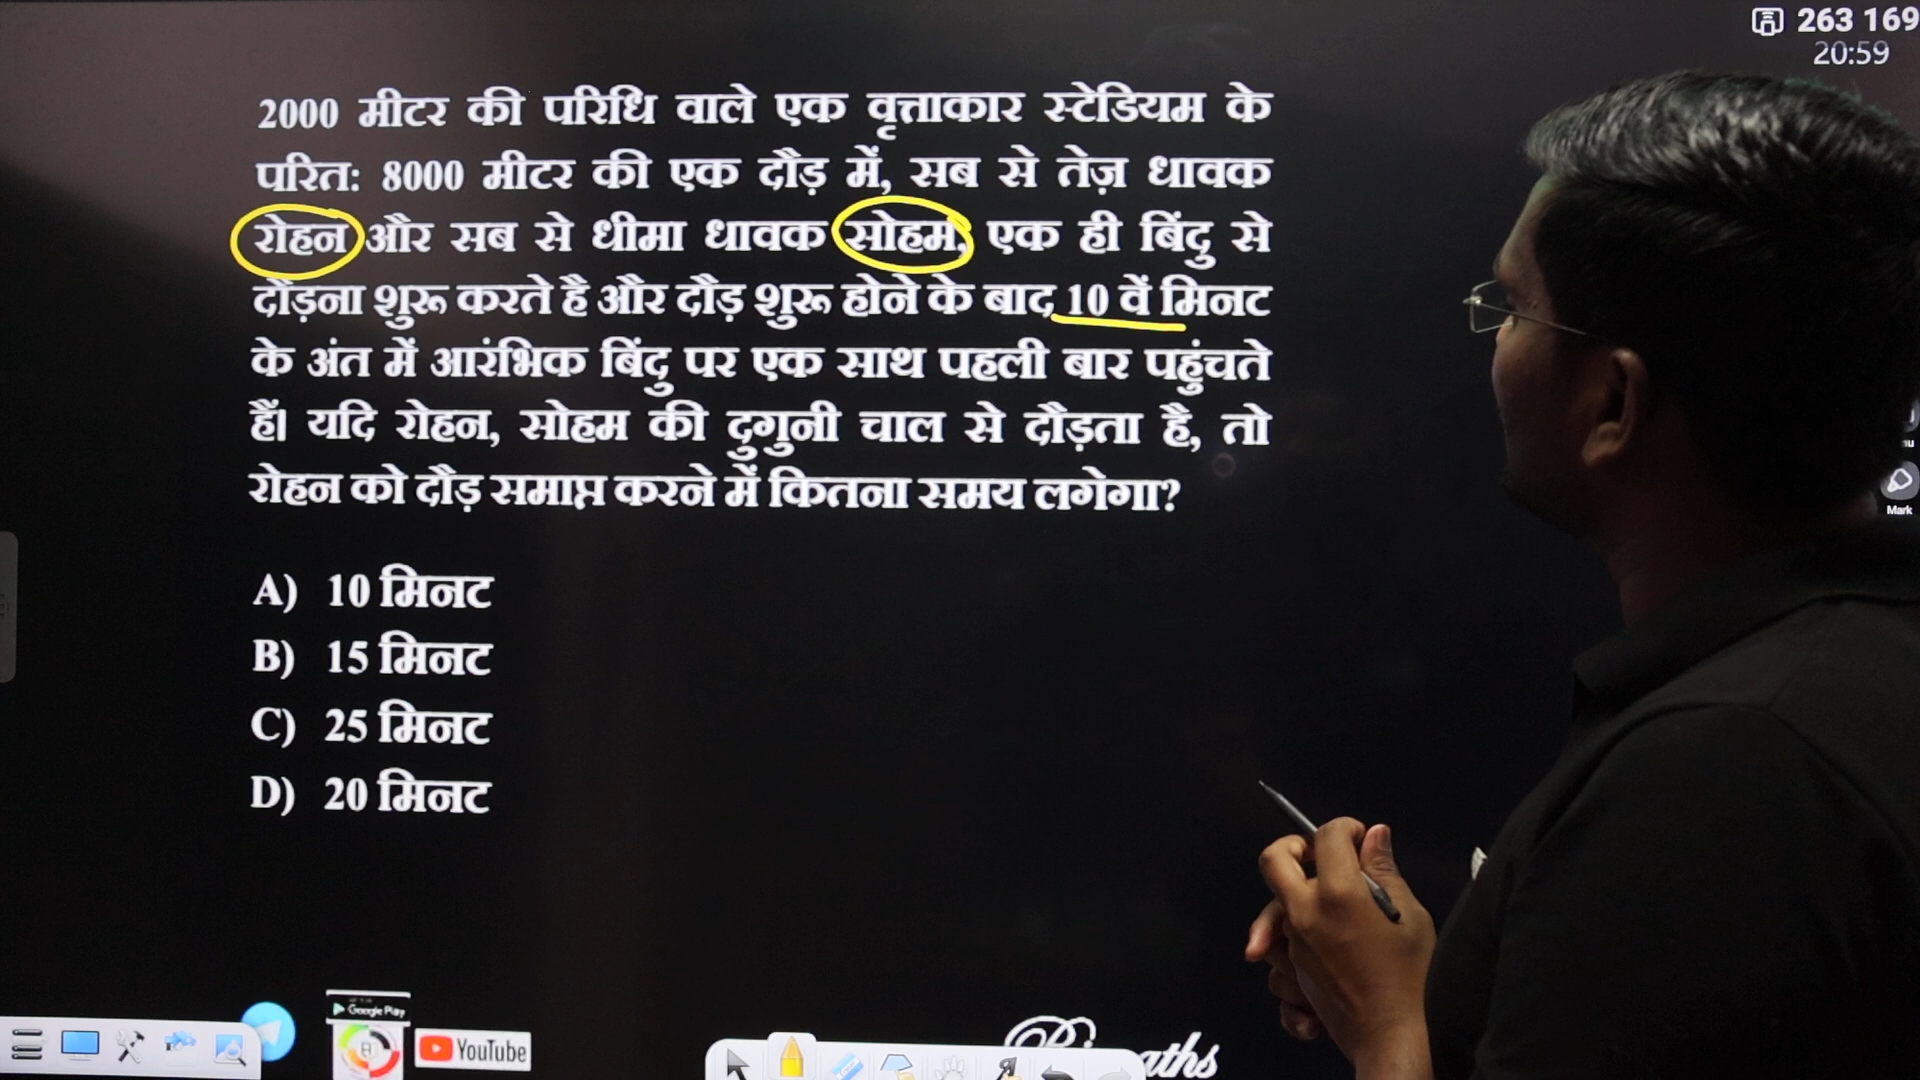 263 169
20:59
2000 मीटर की परिधि वाले एक वृत्ताकार स्टेडियम के
परित: 8000 मीटर की एक दौड़ में, सब से तेज़ धावक
रोहन और सब से धीमा धावक सोहम, एक ही बिंदु से
दौड़ना शुरू करते है और दौड़ शुरू होने के बाद 10 वें मिनट
के अंत में आरंभिक बिंदु पर एक साथ पहली बार पहुंचते
हैं। यदि रोहन, सोहम की दुगुनी चाल से दौड़ता है, तो
रोहन को दौड़ समाप्त करने में कितना समय लगेगा?
A) 10 मिनट
B) 15 मिनट
C) 25 मिनट
D) 20 मिनट
Mark
Google Play
YouTube